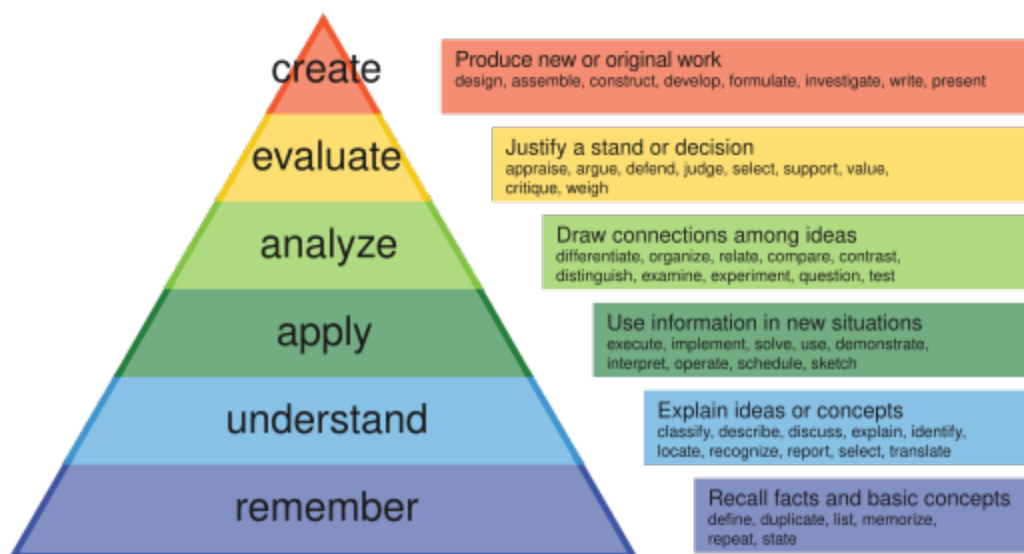 create
Produce new or original work
design, assemble, construct, develop, formulate, investigate, write, present
evaluate
Justify a stand or decision
appraise, argue, defend, judge, select, support, value,
critique, weigh
analyze
Draw connections among ideas
differentiate, organize, relate, compare, contrast,
distinguish, examine, experiment, question, test
apply
Use information in new situations
execute, implement, solve, use, demonstrate,
interpret, operate, schedule, sketch
understand
Explain ideas or concepts
classify, describe, discuss, explain, identify,
locate, recognize, report, select, translate
remember
Recall facts and basic concepts
define, duplicate, list, memorize,
repeat, state